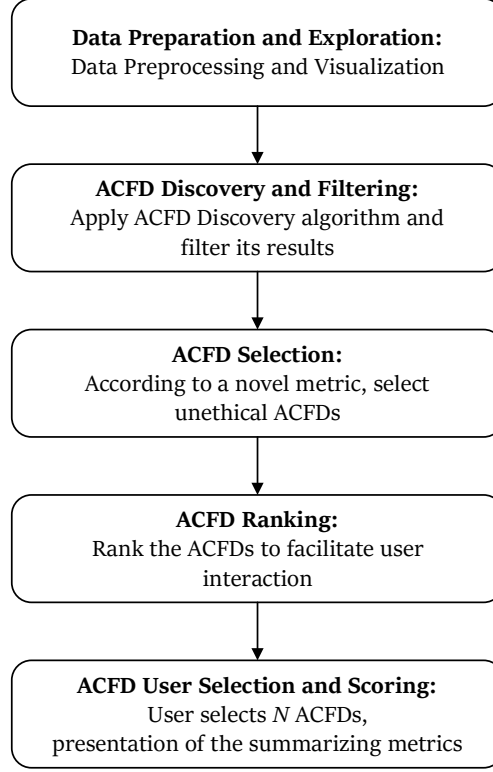 Data Preparation and Exploration:
Data Preprocessing and Visualization
ACFD Discovery and Filtering:
Apply ACFD Discovery algorithm and
filter its results
ACFD Selection:
According to a novel metric, select
unethical ACFDs
ACFD Ranking:
Rank the ACFDs to facilitate user
interaction
ACFD User Selection and Scoring:
User selects N ACFDs,
presentation of the summarizing metrics